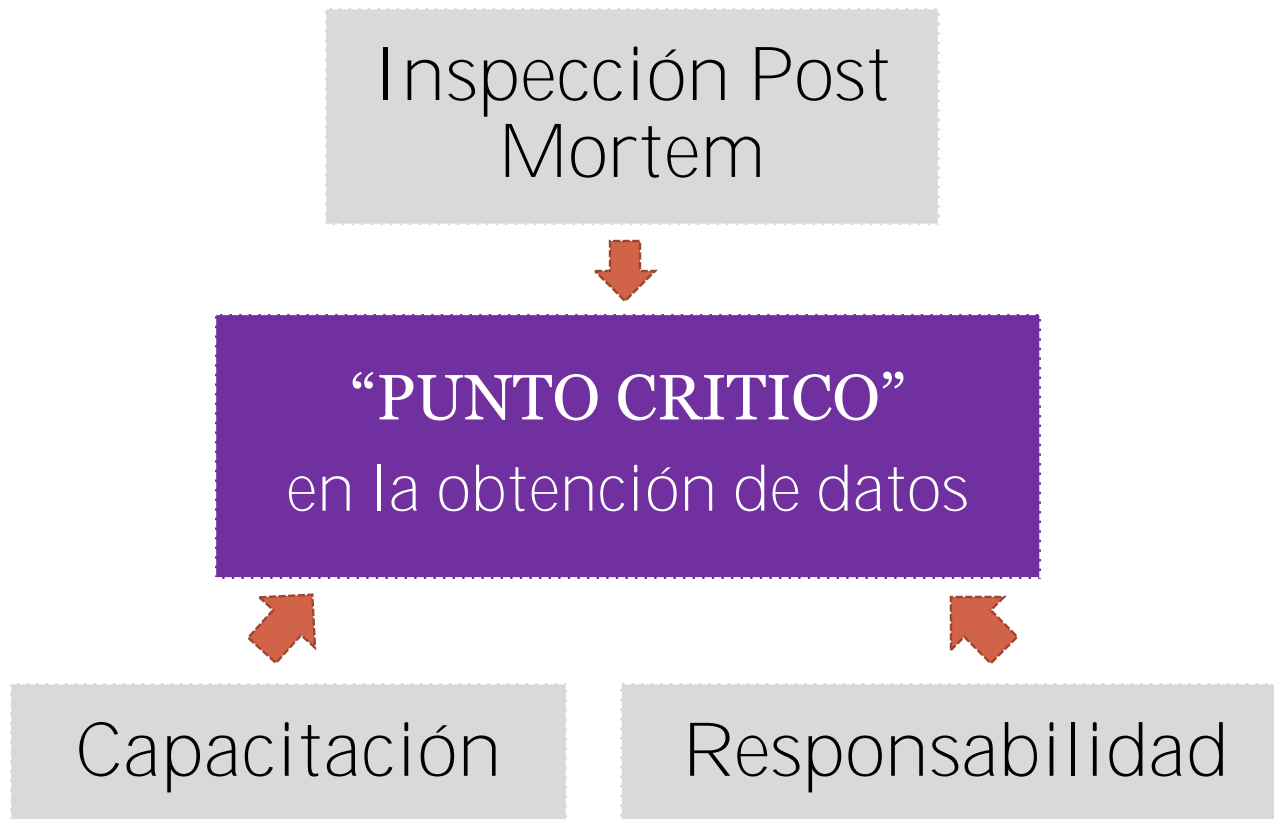 Inspección Post
Mortem
“PUNTO CRITICO”
en la obtención de datos
Capacitación
Responsabilidad